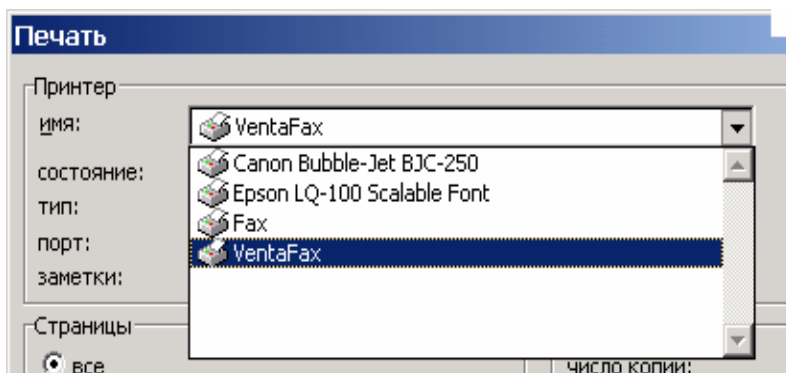 Печать
Принтер
имя:
VentaFax
Canon Bubble-Jet BJC-250
состояние:
Epson LQ-100 Scalable Font
тип:
Fax
порт:
VentaFax
заметки:
Страницы
все
число копий: